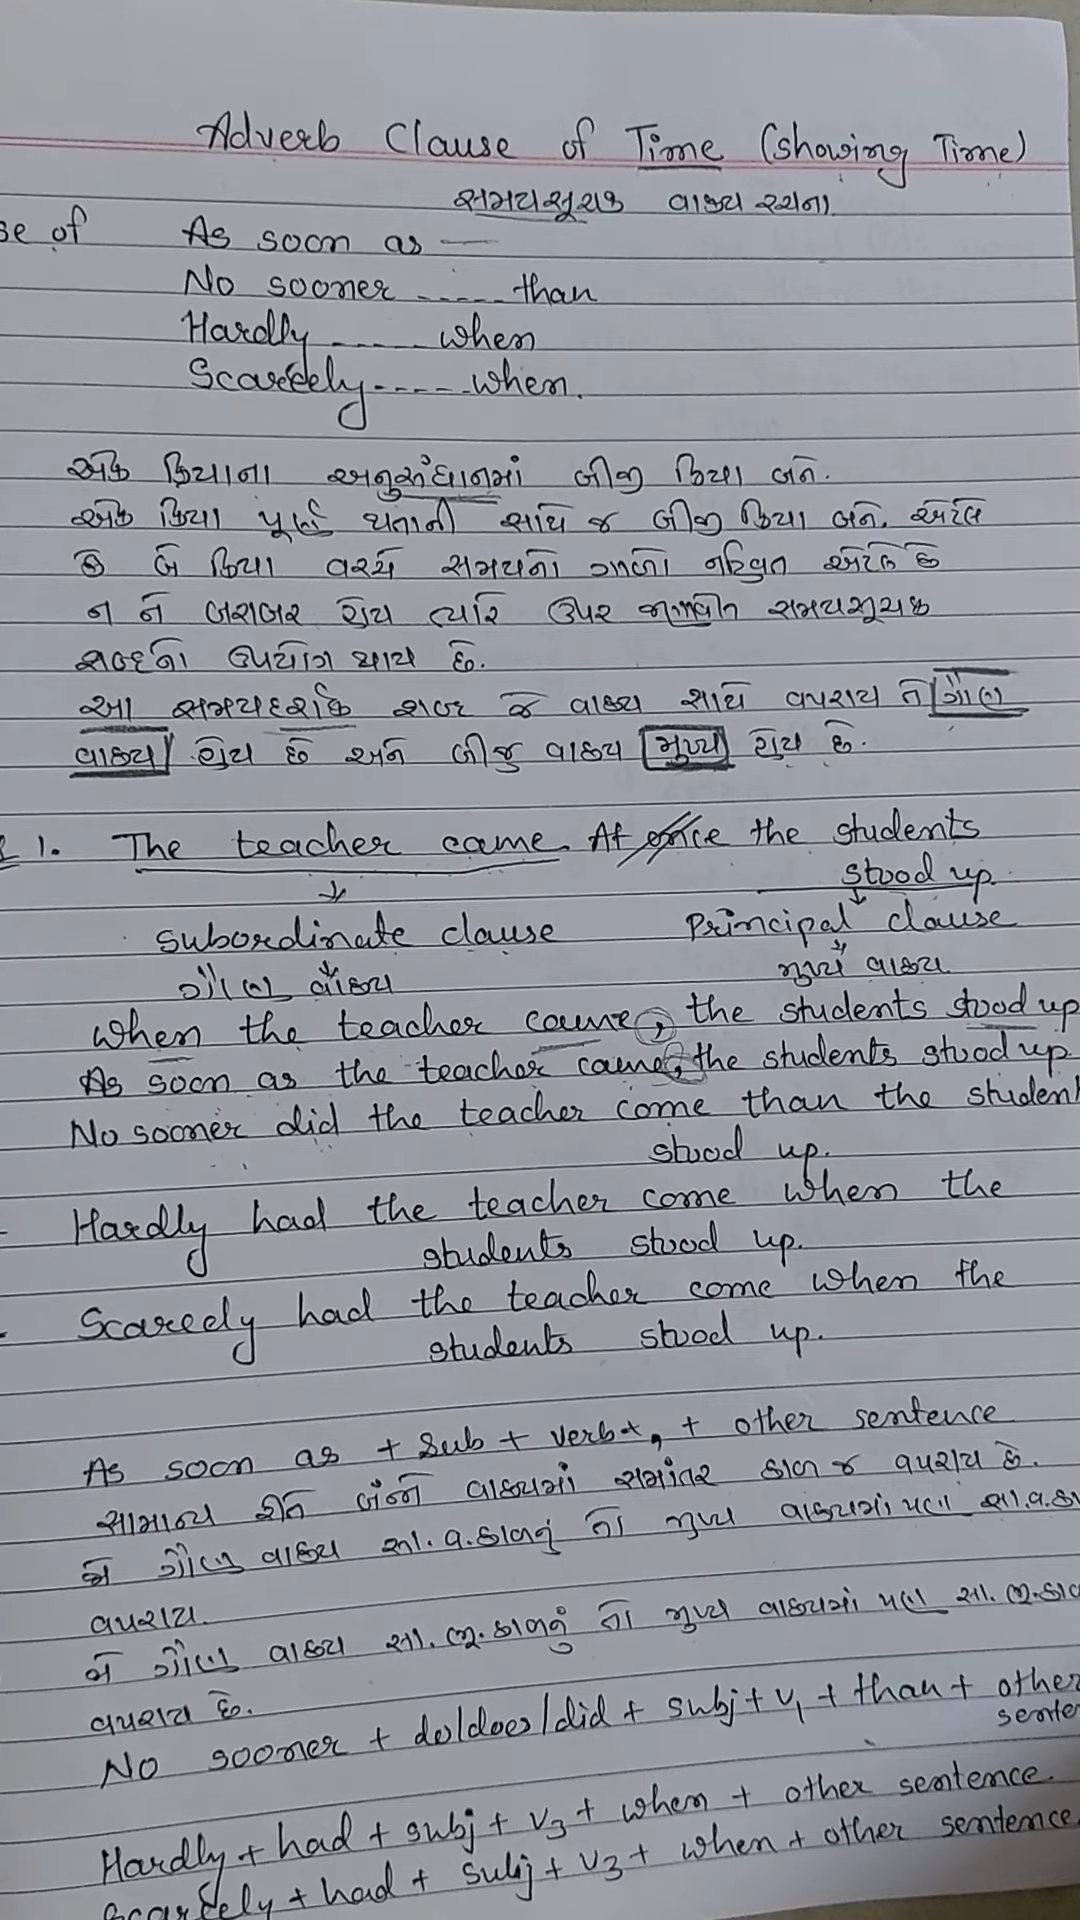 Adverb Clause of Time (showing Time)
સમયસૂચક વાક્ય રચના
se of As soon as —
No sooner ----- than
Hardly ----- when
Scarcely ---- when.
એક ક્રિયાના અનુસંધાનમાં બીજી ક્રિયા બને.
એક ક્રિયા પૂર્ણ થતાની સાથે જ બીજી ક્રિયા બને. એટલે
કે બે ક્રિયા વચ્ચે સમયનો ગાળો નહિવત એટલે કે
ન ને બરાબર હોય ત્યારે ઉપર મુજબ સમયસૂચક
શબ્દનો ઉપયોગ થાય છે.
આ સમયદર્શક શબ્દ જે વાક્ય સાથે વપરાય તે ગૌણ
વાક્ય હોય છે અને બીજુ વાક્ય મુખ્ય હોય છે.
1. The teacher came. At once the students
stood up.
subordinate clause Principal clause
ગૌણ વાક્ય મુખ્ય વાક્ય
when the teacher came, the students stood up
As soon as the teacher came, the students stood up.
No sooner did the teacher come than the student
stood up.
Hardly had the teacher come when the
students stood up.
Scarcely had the teacher come when the
students stood up.
As soon as + Sub + verb+, + other sentence
સામાન્ય રીતે બંને વાક્યમાં સમાંતર કાળ જ વપરાય છે.
જો ગૌણ વાક્ય સા. વ. કાળનું તો મુખ્ય વાક્યમાં પણ સા. વ. કા
વપરાય.
જો ગૌણ વાક્ય સા. ભૂ. કાળનું તો મુખ્ય વાક્યમાં પણ સા. ભૂ. કાળ
વપરાય છે.
No sooner + do/does/did + subj + V1 + than + other
sente
Hardly + had + subj + V3 + when + other sentence.
Scarcely + had + subj + V3 + when + other sentence.